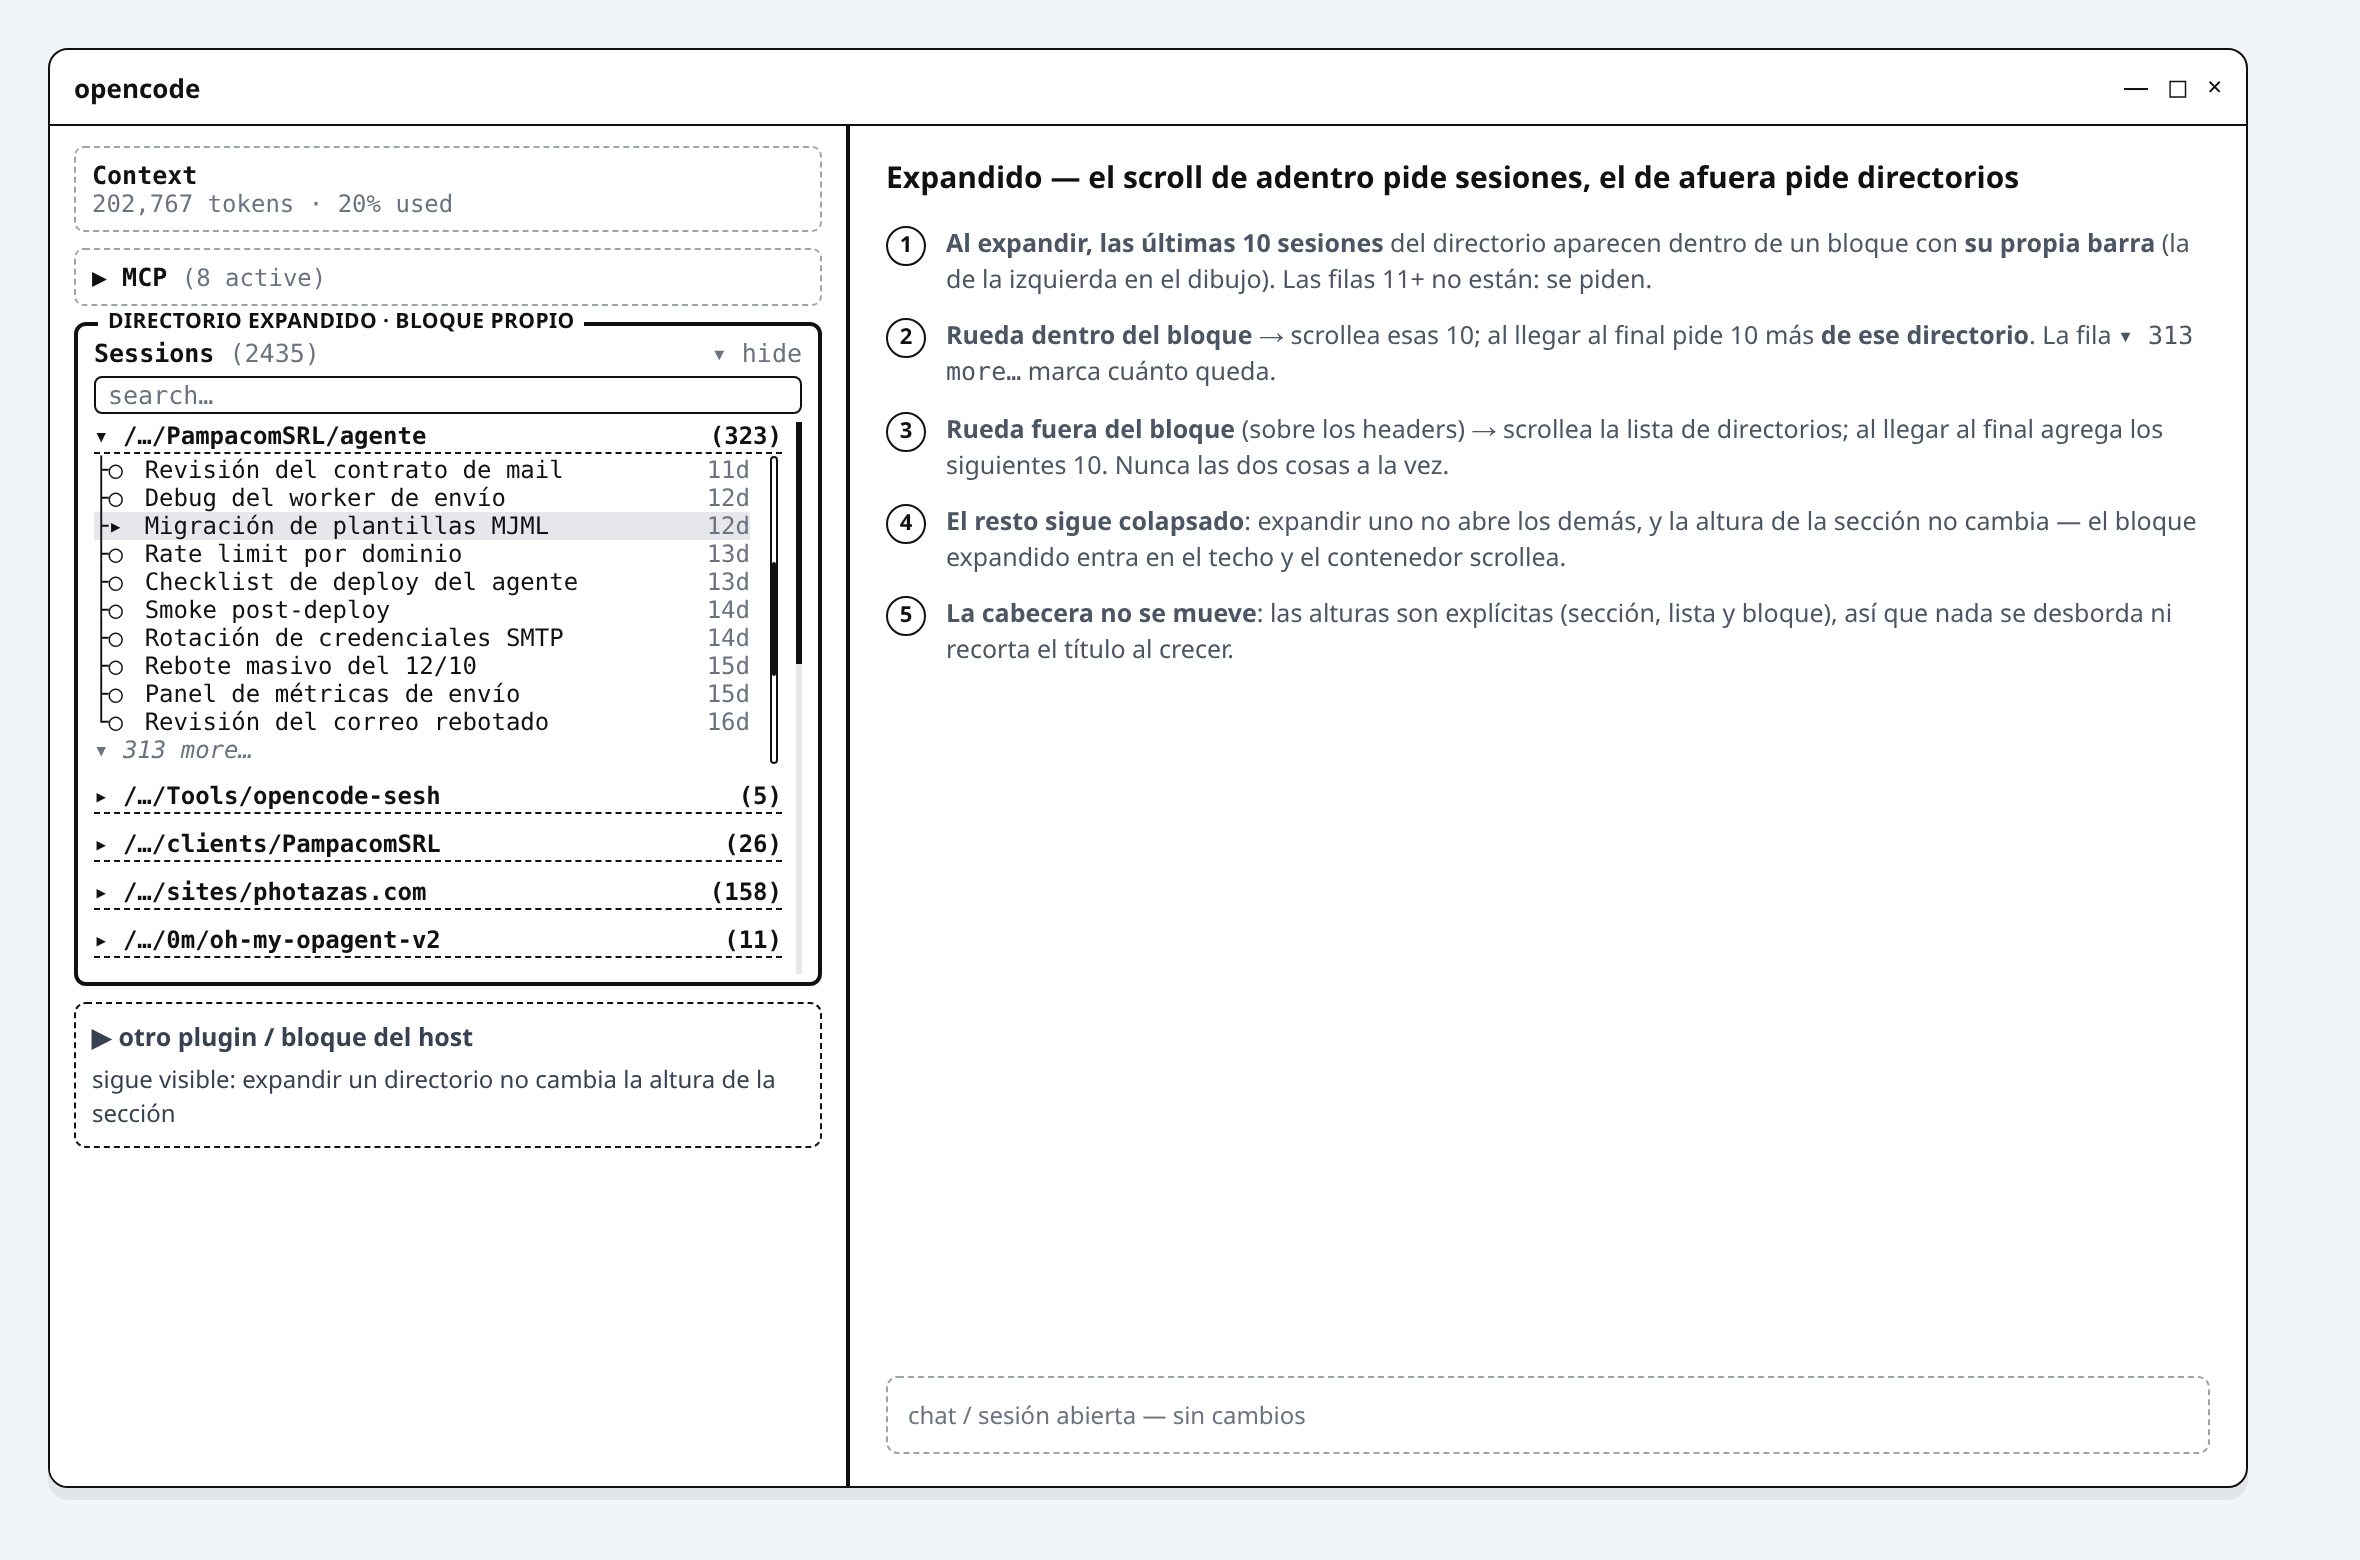 opencode
— □ ×
Context
202,767 tokens · 20% used
▶ MCP (8 active)
DIRECTORIO EXPANDIDO · BLOQUE PROPIO
Sessions (2435) ▾ hide
search…
▾ /…/PampacomSRL/agente (323)
├○ Revisión del contrato de mail 11d
├○ Debug del worker de envío 12d
├▸ Migración de plantillas MJML 12d
├○ Rate limit por dominio 13d
├○ Checklist de deploy del agente 13d
├○ Smoke post-deploy 14d
├○ Rotación de credenciales SMTP 14d
├○ Rebote masivo del 12/10 15d
├○ Panel de métricas de envío 15d
└○ Revisión del correo rebotado 16d
▾ 313 more…
▸ /…/Tools/opencode-sesh (5)
▸ /…/clients/PampacomSRL (26)
▸ /…/sites/photazas.com (158)
▸ /…/0m/oh-my-opagent-v2 (11)
▶ otro plugin / bloque del host
sigue visible: expandir un directorio no cambia la altura de la
sección
Expandido — el scroll de adentro pide sesiones, el de afuera pide directorios
1 Al expandir, las últimas 10 sesiones del directorio aparecen dentro de un bloque con su propia barra (la
de la izquierda en el dibujo). Las filas 11+ no están: se piden.
2 Rueda dentro del bloque → scrollea esas 10; al llegar al final pide 10 más de ese directorio. La fila ▾ 313
more… marca cuánto queda.
3 Rueda fuera del bloque (sobre los headers) → scrollea la lista de directorios; al llegar al final agrega los
siguientes 10. Nunca las dos cosas a la vez.
4 El resto sigue colapsado: expandir uno no abre los demás, y la altura de la sección no cambia — el bloque
expandido entra en el techo y el contenedor scrollea.
5 La cabecera no se mueve: las alturas son explícitas (sección, lista y bloque), así que nada se desborda ni
recorta el título al crecer.
chat / sesión abierta — sin cambios